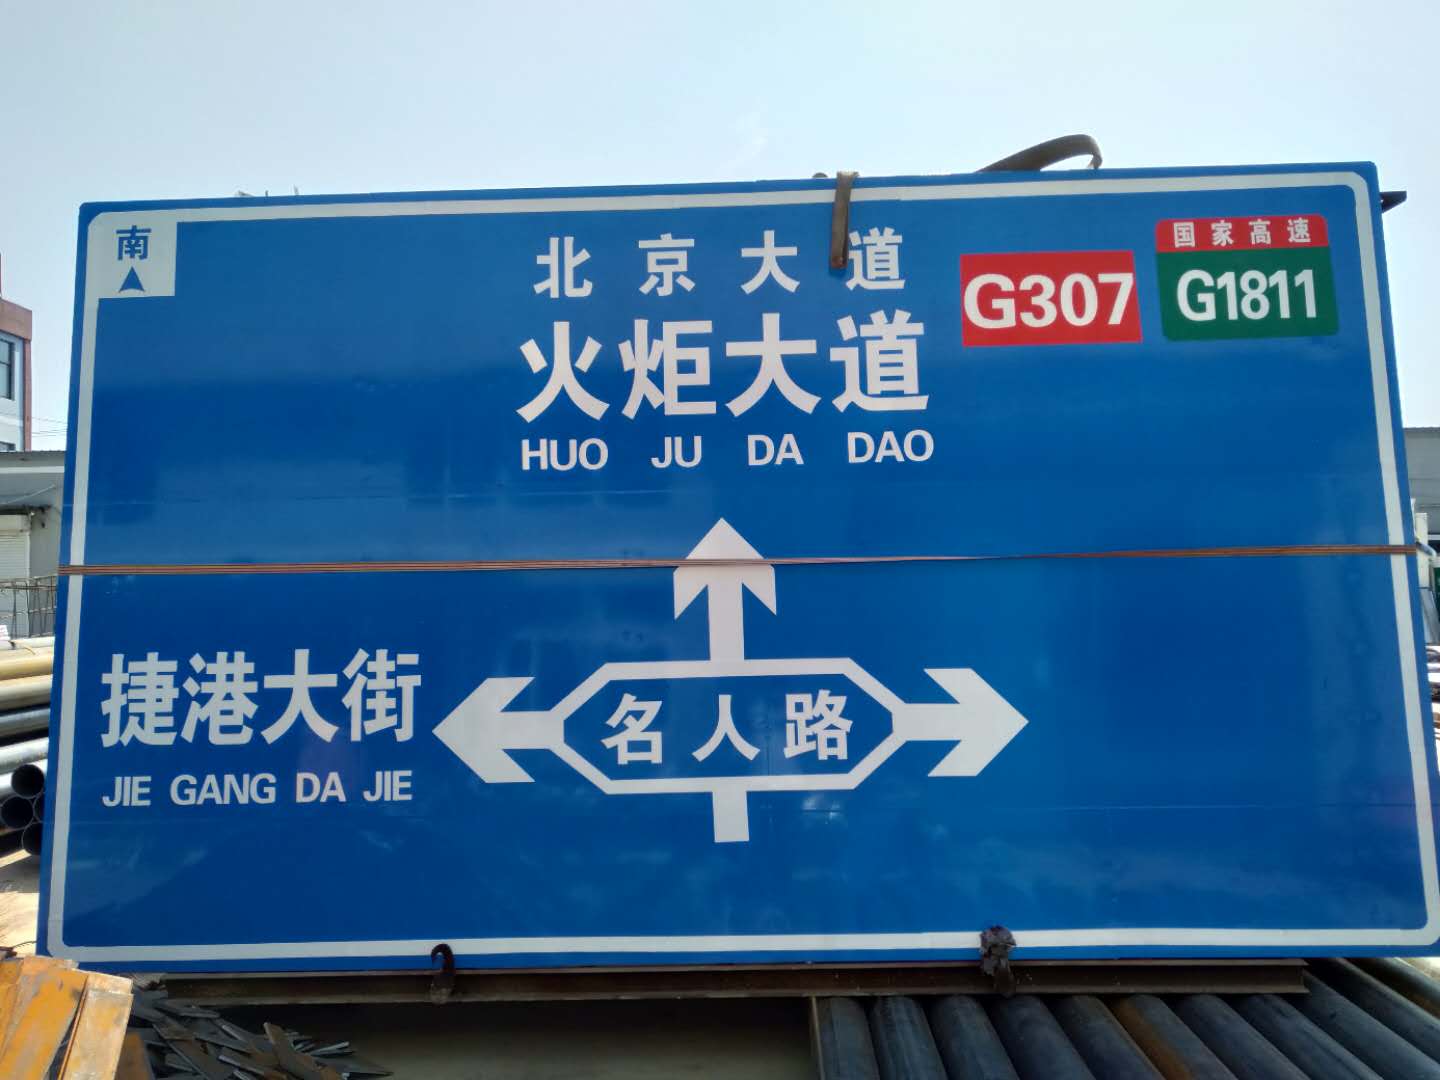 南
北京大道
国家高速
G307
G1811
火炬大道
HUO JU DA DAO
捷港大街
JIE GANG DA JIE
名人路